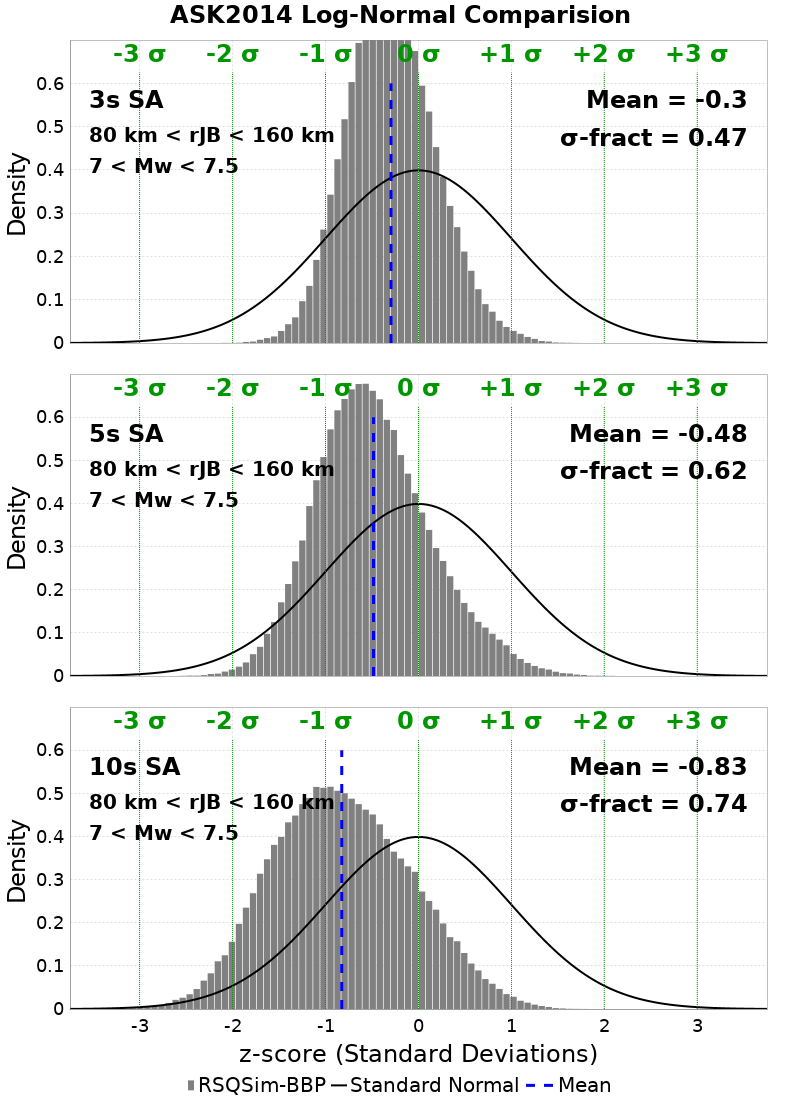 ASK2014 Log-Normal Comparision
-3 σ -2 σ -1 σ 0 σ +1 σ +2 σ +3 σ
0.6
3s SA Mean = -0.3
0.5
80 km < rJB < 160 km σ-fract = 0.47
7 < Mw < 7.5
0.4
0.3
0.2
0.1
0
Density
-3 σ -2 σ -1 σ 0 σ +1 σ +2 σ +3 σ
0.6
5s SA Mean = -0.48
0.5
80 km < rJB < 160 km σ-fract = 0.62
7 < Mw < 7.5
0.4
0.3
0.2
0.1
0
Density
-3 σ -2 σ -1 σ 0 σ +1 σ +2 σ +3 σ
0.6
10s SA Mean = -0.83
0.5
80 km < rJB < 160 km σ-fract = 0.74
7 < Mw < 7.5
0.4
0.3
0.2
0.1
0
Density
-3 -2 -1 0 1 2 3
z-score (Standard Deviations)
RSQSim-BBP Standard Normal Mean